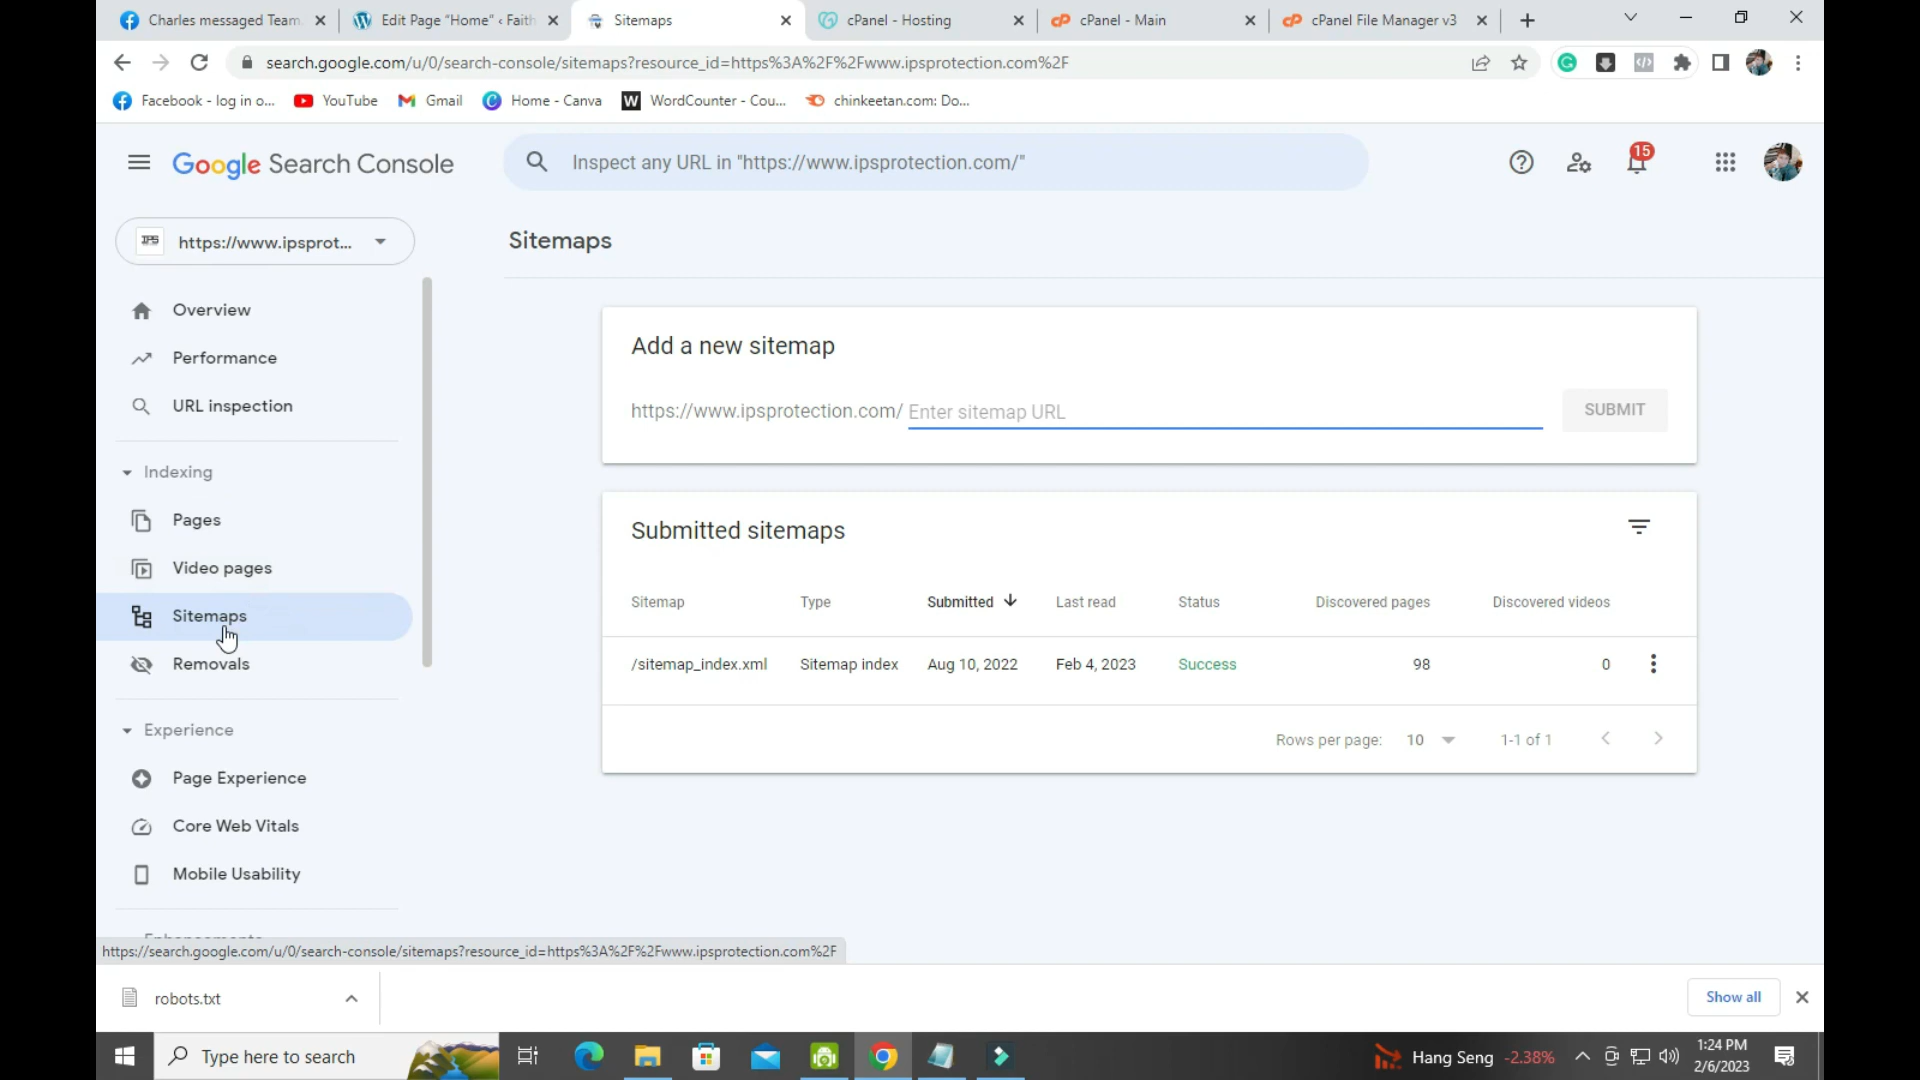 Charles messaged Team
Edit Page "Home" ‹ Faith
Sitemaps
cPanel - Hosting
cPanel - Main
cPanel File Manager v3
search.google.com/u/0/search-console/sitemaps?resource_id=https%3A%2F%2Fwww.ipsprotection.com%2F
Facebook - log in o...
YouTube
Gmail
Home - Canva
WordCounter - Cou...
chinkeetan.com: Do...
Google Search Console
Inspect any URL in "https://www.ipsprotection.com/"
15
IPS
https://www.ipsprot...
Sitemaps
Overview
Performance
URL inspection
Indexing
Pages
Video pages
Sitemaps
Removals
Experience
Page Experience
Core Web Vitals
Mobile Usability
Add a new sitemap
https://www.ipsprotection.com/ Enter sitemap URL
SUBMIT
Submitted sitemaps
Sitemap Type Submitted Last read Status Discovered pages Discovered videos
/sitemap_index.xml Sitemap index Aug 10, 2022 Feb 4, 2023 Success 98 0
Rows per page: 10 1-1 of 1
https://search.google.com/u/0/search-console/sitemaps?resource_id=https%3A%2F%2Fwww.ipsprotection.com%2F
robots.txt
Show all
Type here to search
Hang Seng -2.38%
1:24 PM
2/6/2023